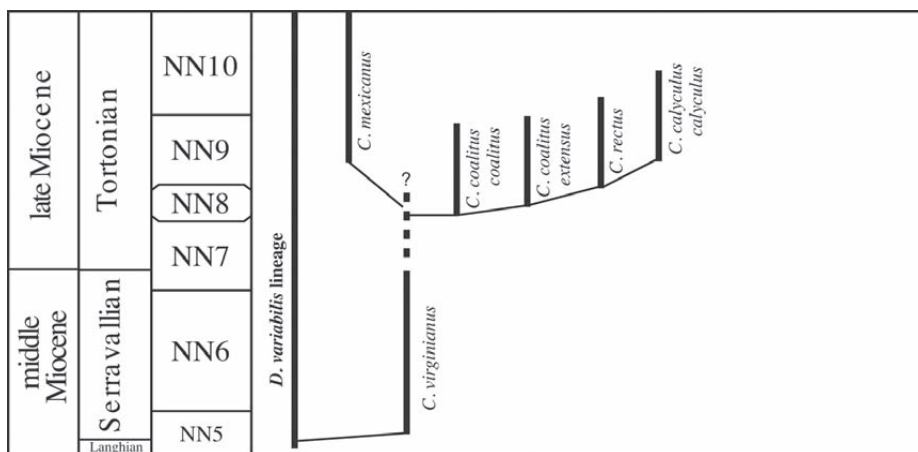 late Miocene
middle
Miocene
Tortonian
Serravallian
Langhian
NN10
NN9
NN8
NN7
NN6
NN5
D. variabilis lineage
C. mexicanus
?
C. virginianus
C. coalitus
coalitus
C. coalitus
extensus
C. rectus
C. calyculus
calyculus